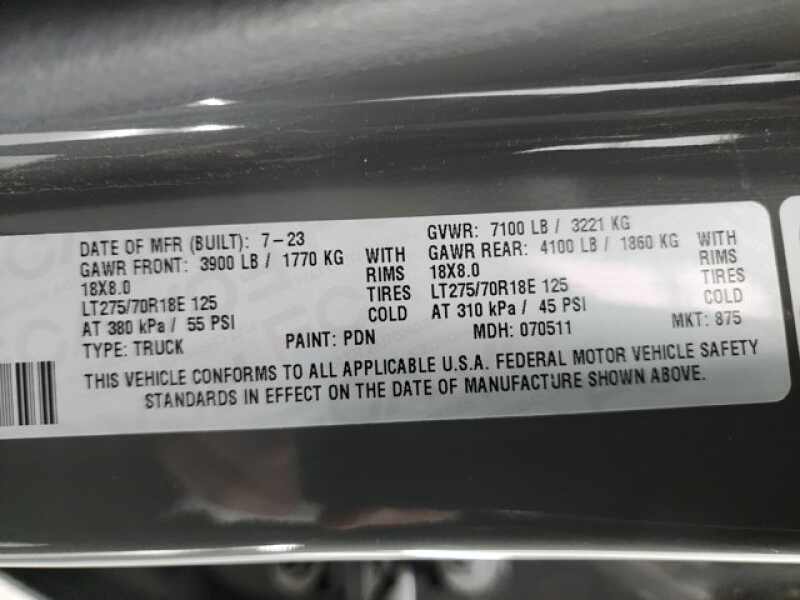 DATE OF MFR (BUILT): 7-23 GVWR: 7100 LB / 3221 KG
GAWR FRONT: 3900 LB / 1770 KG WITH GAWR REAR: 4100 LB / 1860 KG WITH
18X8.0 RIMS 18X8.0 RIMS
LT275/70R18E 125 TIRES LT275/70R18E 125 TIRES
AT 380 kPa / 55 PSI COLD AT 310 kPa / 45 PSI COLD
TYPE: TRUCK PAINT: PDN MDH: 070511 MKT: 875
THIS VEHICLE CONFORMS TO ALL APPLICABLE U.S.A. FEDERAL MOTOR VEHICLE SAFETY
STANDARDS IN EFFECT ON THE DATE OF MANUFACTURE SHOWN ABOVE.